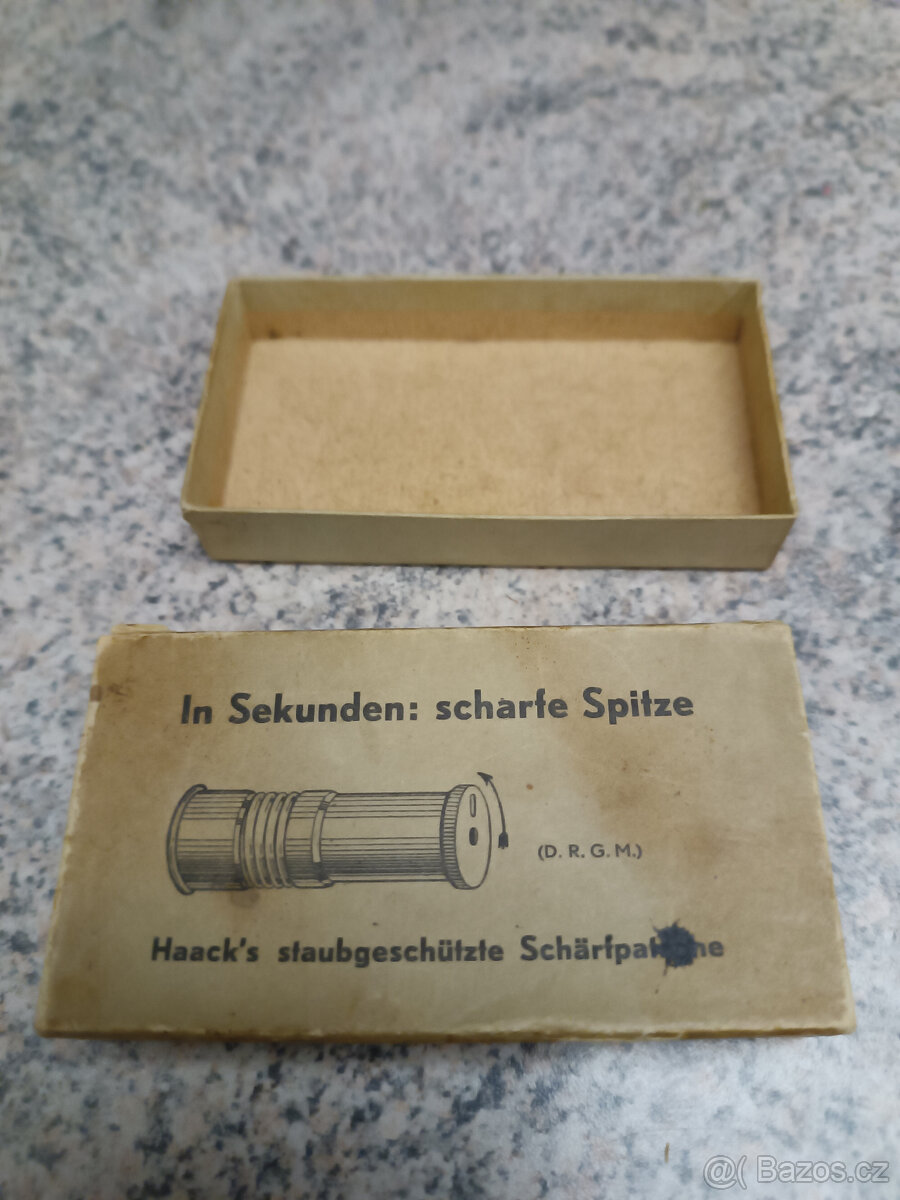 In Sekunden: scharfe Spitze
(D. R. G. M.)
Haack's staubgeschützte
@( Bazos.cz